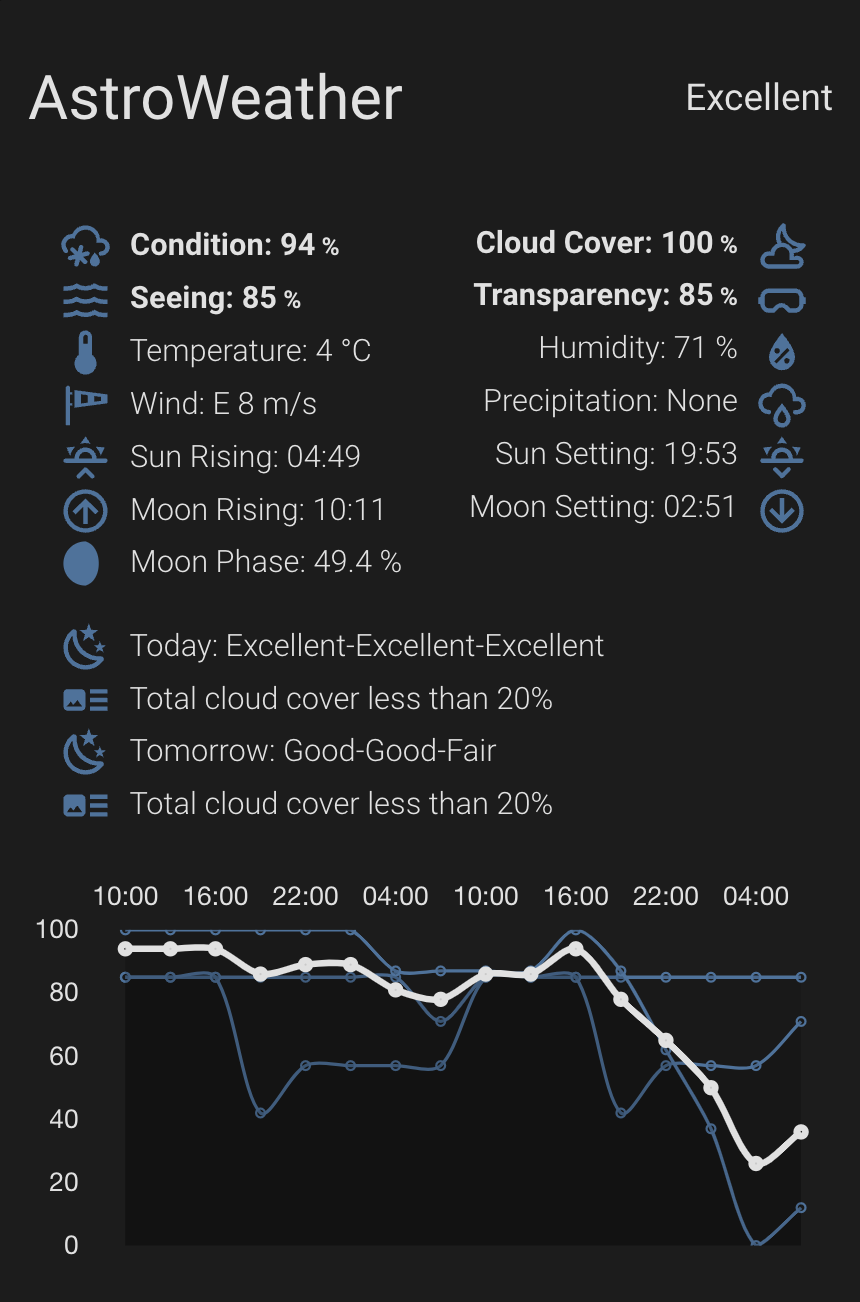 AstroWeather
Excellent
Condition: 94 %
Cloud Cover: 100 %
Seeing: 85 %
Transparency: 85 %
Temperature: 4 °C
Humidity: 71 %
Wind: E 8 m/s
Precipitation: None
Sun Rising: 04:49
Sun Setting: 19:53
Moon Rising: 10:11
Moon Setting: 02:51
Moon Phase: 49.4 %
Today: Excellent-Excellent-Excellent
Total cloud cover less than 20%
Tomorrow: Good-Good-Fair
Total cloud cover less than 20%
10:00 16:00 22:00 04:00 10:00 16:00 22:00 04:00
100
80
60
40
20
0